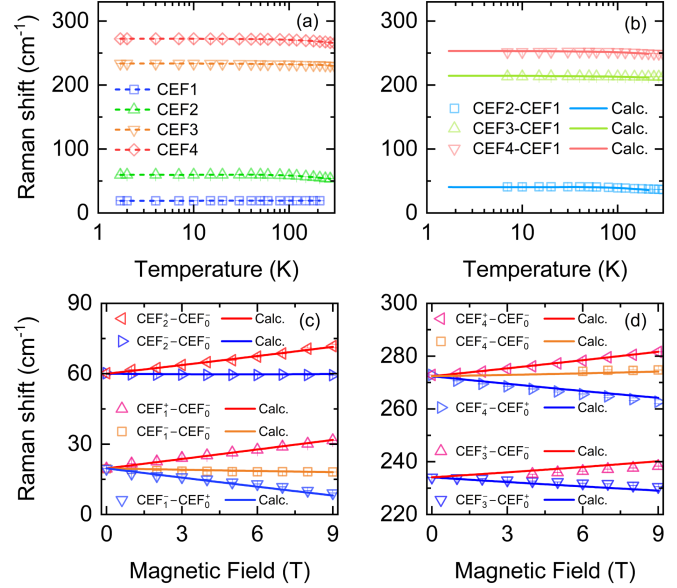 (a)
300
200
100
0
Raman shift (cm⁻¹)
CEF1
CEF2
CEF3
CEF4
1
10
100
Temperature (K)
(b)
300
200
100
0
CEF2-CEF1 Calc.
CEF3-CEF1 Calc.
CEF4-CEF1 Calc.
1
10
100
Temperature (K)
(c)
90
60
30
0
Raman shift (cm⁻¹)
CEF₂⁺−CEF₀⁻ Calc.
CEF₂⁻−CEF₀⁻ Calc.
CEF₁⁺−CEF₀⁻ Calc.
CEF₁⁻−CEF₀⁻ Calc.
CEF₁⁻−CEF₀⁺ Calc.
0
3
6
9
Magnetic Field (T)
(d)
300
280
260
240
220
CEF₄⁺−CEF₀⁻ Calc.
CEF₄⁻−CEF₀⁻ Calc.
CEF₄⁻−CEF₀⁺ Calc.
CEF₃⁺−CEF₀⁻ Calc.
CEF₃⁻−CEF₀⁺ Calc.
0
3
6
9
Magnetic Field (T)